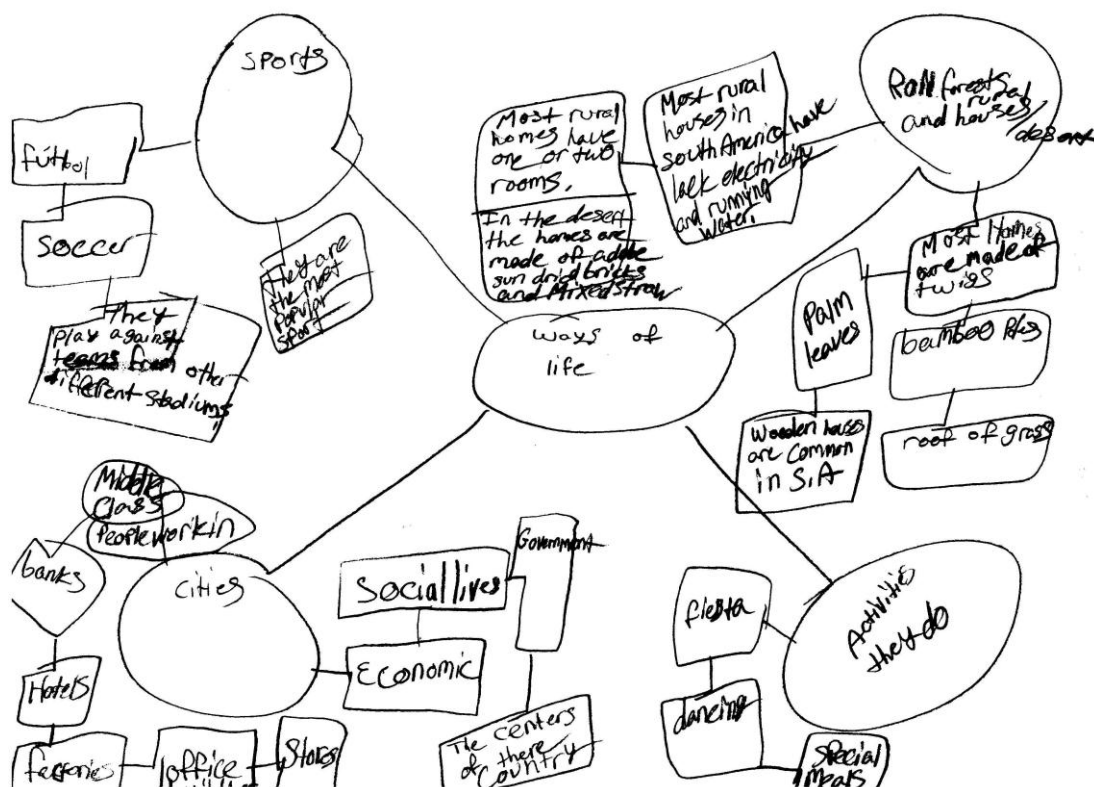 sports
fútbol
soccer
they
play against
teams from other
different stadiums
They are
the most
popular
sport
Most rural
homes have
one or two
rooms.
In the desert
the homes are
made of
sun dridbricks
and Mixedstraw
Most rural
houses in
south America have
lack electricity
and running
water.
forests
rural
and houses
desert
Most Homes
are made of
twigs
Palm
leaves
bamboo
roof of grass
Wooden houses
are Common
in S.A
ways of
life
Middle
Class
People workin
banks
Hotels
factories
office
Stores
cities
Social lives
Government
Economic
The Centers
of there
Country
Activities
they do
fiesta
dancing
special
Meals